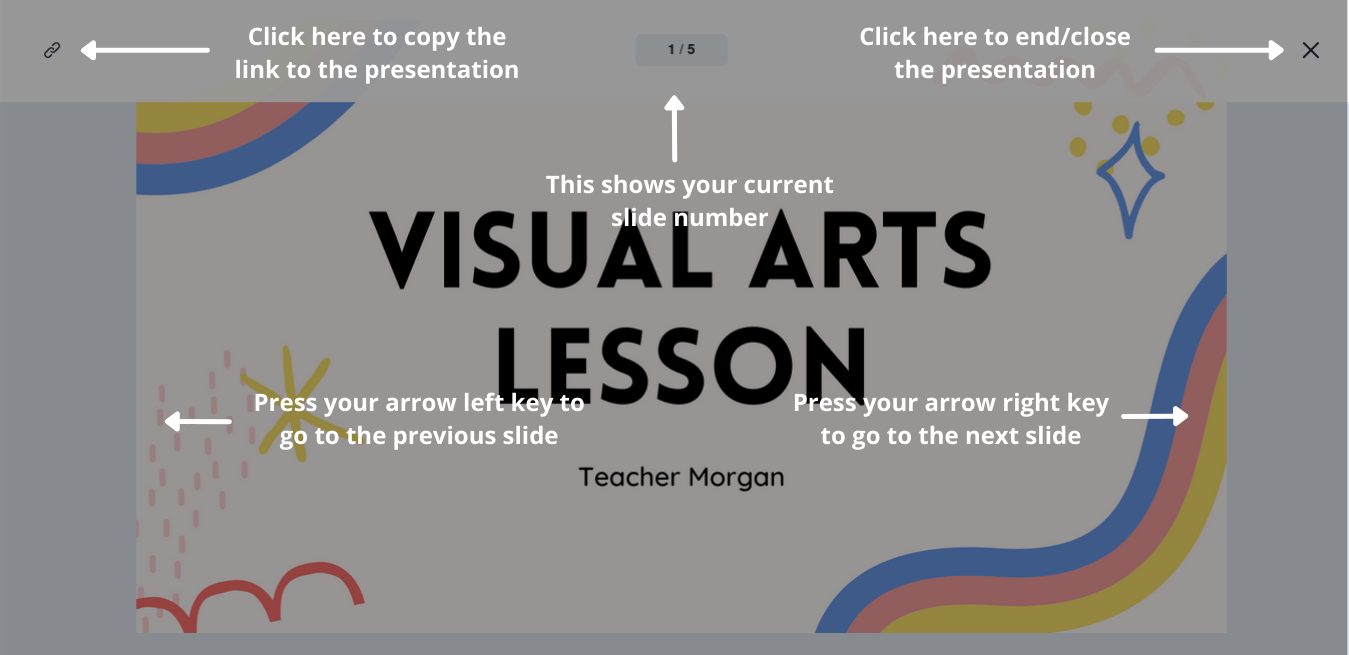 Click here to copy the
link to the presentation
1 / 5
Click here to end/close
the presentation
This shows your current
slide number
VISUAL ARTS
LESSON
Press your arrow left key to
go to the previous slide
Press your arrow right key
to go to the next slide
Teacher Morgan